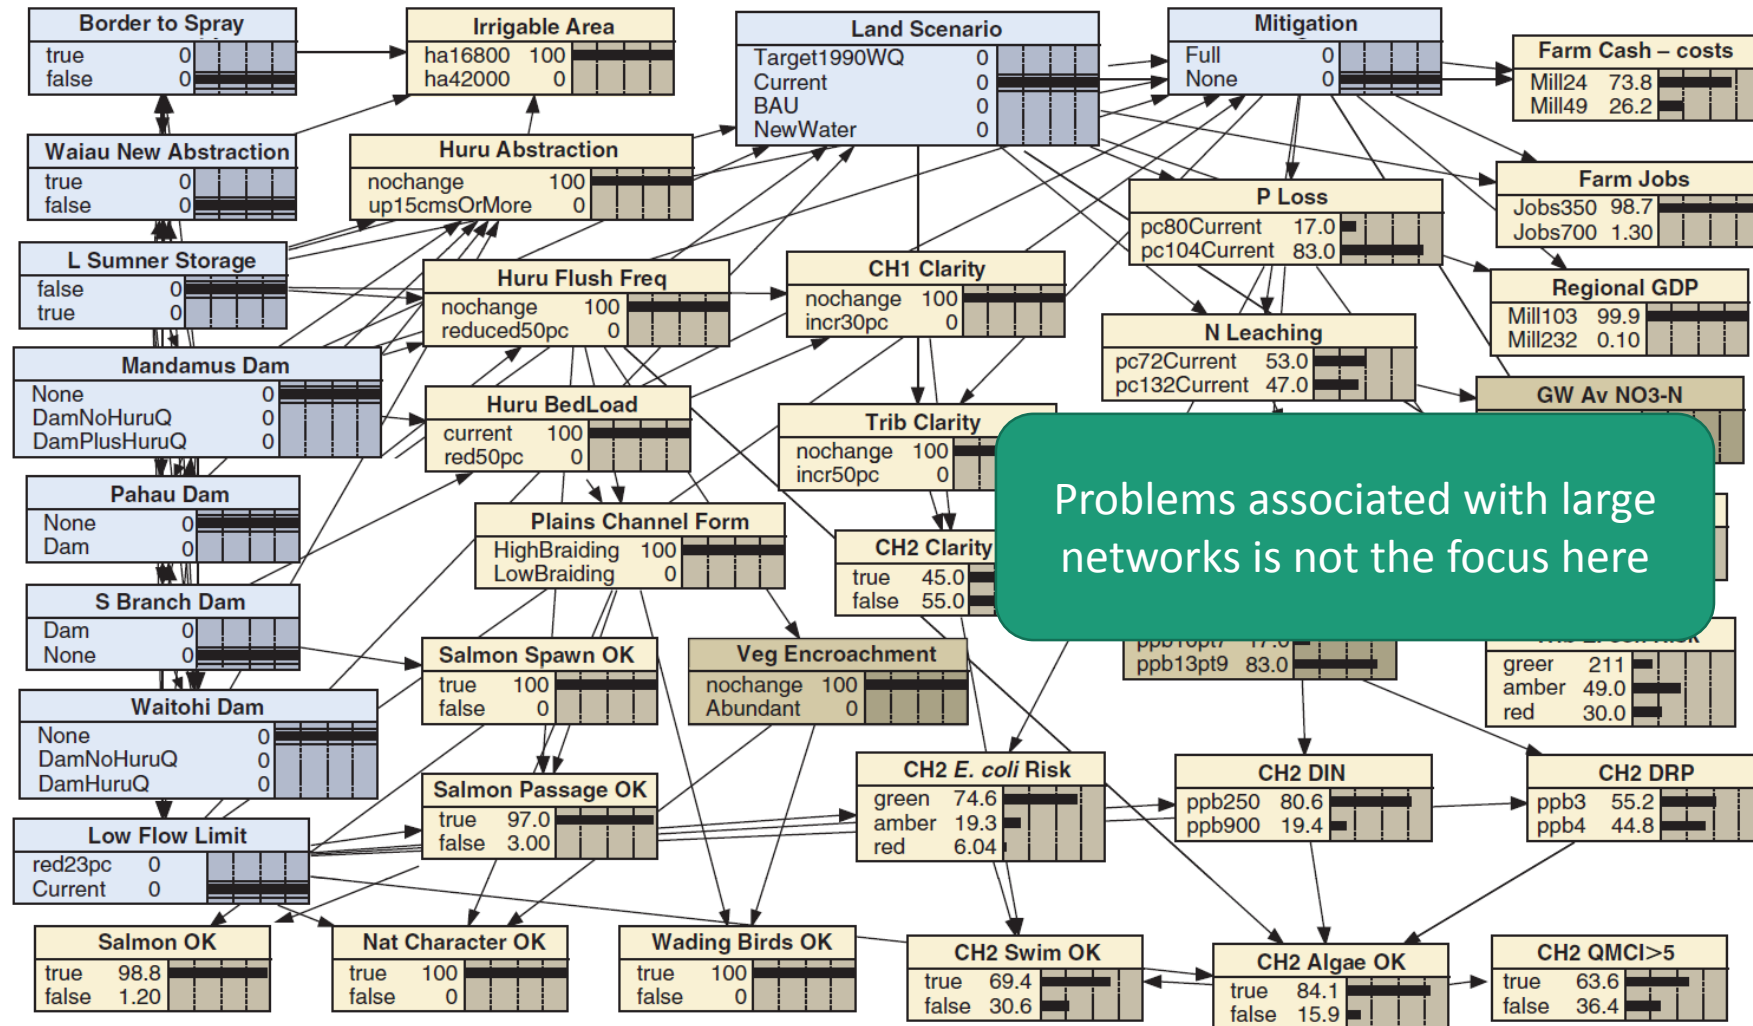 Border to Spray
true 0
false 0
Irrigable Area
ha16800 100
ha42000 0
Land Scenario
Target1990WQ 0
Current 0
BAU 0
NewWater 0
Mitigation
Full 0
None 0
Farm Cash – costs
Mill24 73.8
Mill49 26.2
Waiau New Abstraction
true 0
false 0
Huru Abstraction
nochange 100
up15cmsOrMore 0
P Loss
pc80Current 17.0
pc104Current 83.0
Farm Jobs
Jobs350 98.7
Jobs700 1.30
L Sumner Storage
false 0
true 0
Huru Flush Freq
nochange 100
reduced50pc 0
CH1 Clarity
nochange 100
incr30pc 0
N Leaching
pc72Current 53.0
pc132Current 47.0
Regional GDP
Mill103 99.9
Mill232 0.10
Mandamus Dam
None 0
DamNoHuruQ 0
DamPlusHuruQ 0
Huru BedLoad
current 100
red50pc 0
Trib Clarity
nochange 100
incr50pc 0
GW Av NO3-N
Problems associated with large
networks is not the focus here
Pahau Dam
None 0
Dam 0
Plains Channel Form
HighBraiding 100
LowBraiding 0
CH2 Clarity
true 45.0
false 55.0
S Branch Dam
Dam 0
None 0
Salmon Spawn OK
true 100
false 0
Veg Encroachment
nochange 100
Abundant 0
ppb13pt9 83.0
greer 211
amber 49.0
red 30.0
Waitohi Dam
None 0
DamNoHuruQ 0
DamHuruQ 0
Salmon Passage OK
true 97.0
false 3.00
CH2 E. coli Risk
green 74.6
amber 19.3
red 6.04
CH2 DIN
ppb250 80.6
ppb900 19.4
CH2 DRP
ppb3 55.2
ppb4 44.8
Low Flow Limit
red23pc 0
Current 0
Salmon OK
true 98.8
false 1.20
Nat Character OK
true 100
false 0
Wading Birds OK
true 100
false 0
CH2 Swim OK
true 69.4
false 30.6
CH2 Algae OK
true 84.1
false 15.9
CH2 QMCI>5
true 63.6
false 36.4